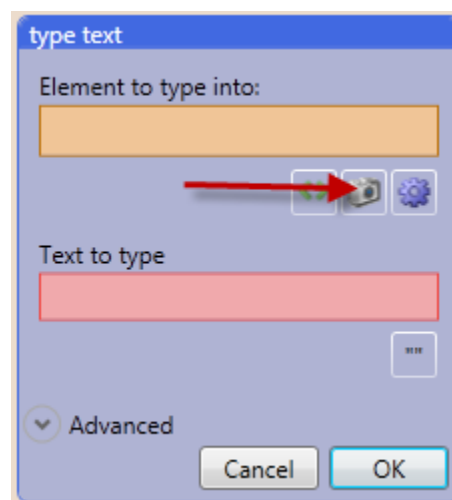 type text
Element to type into:
Text to type
""
Advanced
Cancel
OK